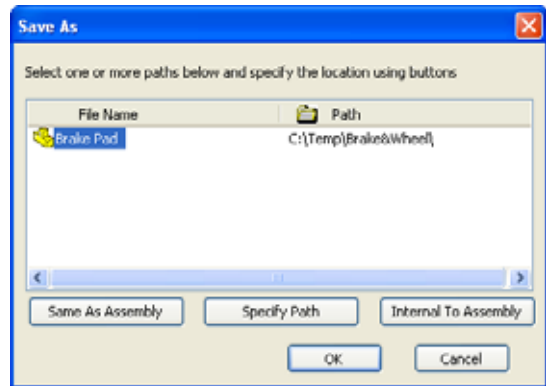 Save As
Select one or more paths below and specify the location using buttons
File Name Path
Brake Pad C:\Temp\Brake&Wheel\
Same As Assembly Specify Path Internal To Assembly
OK Cancel